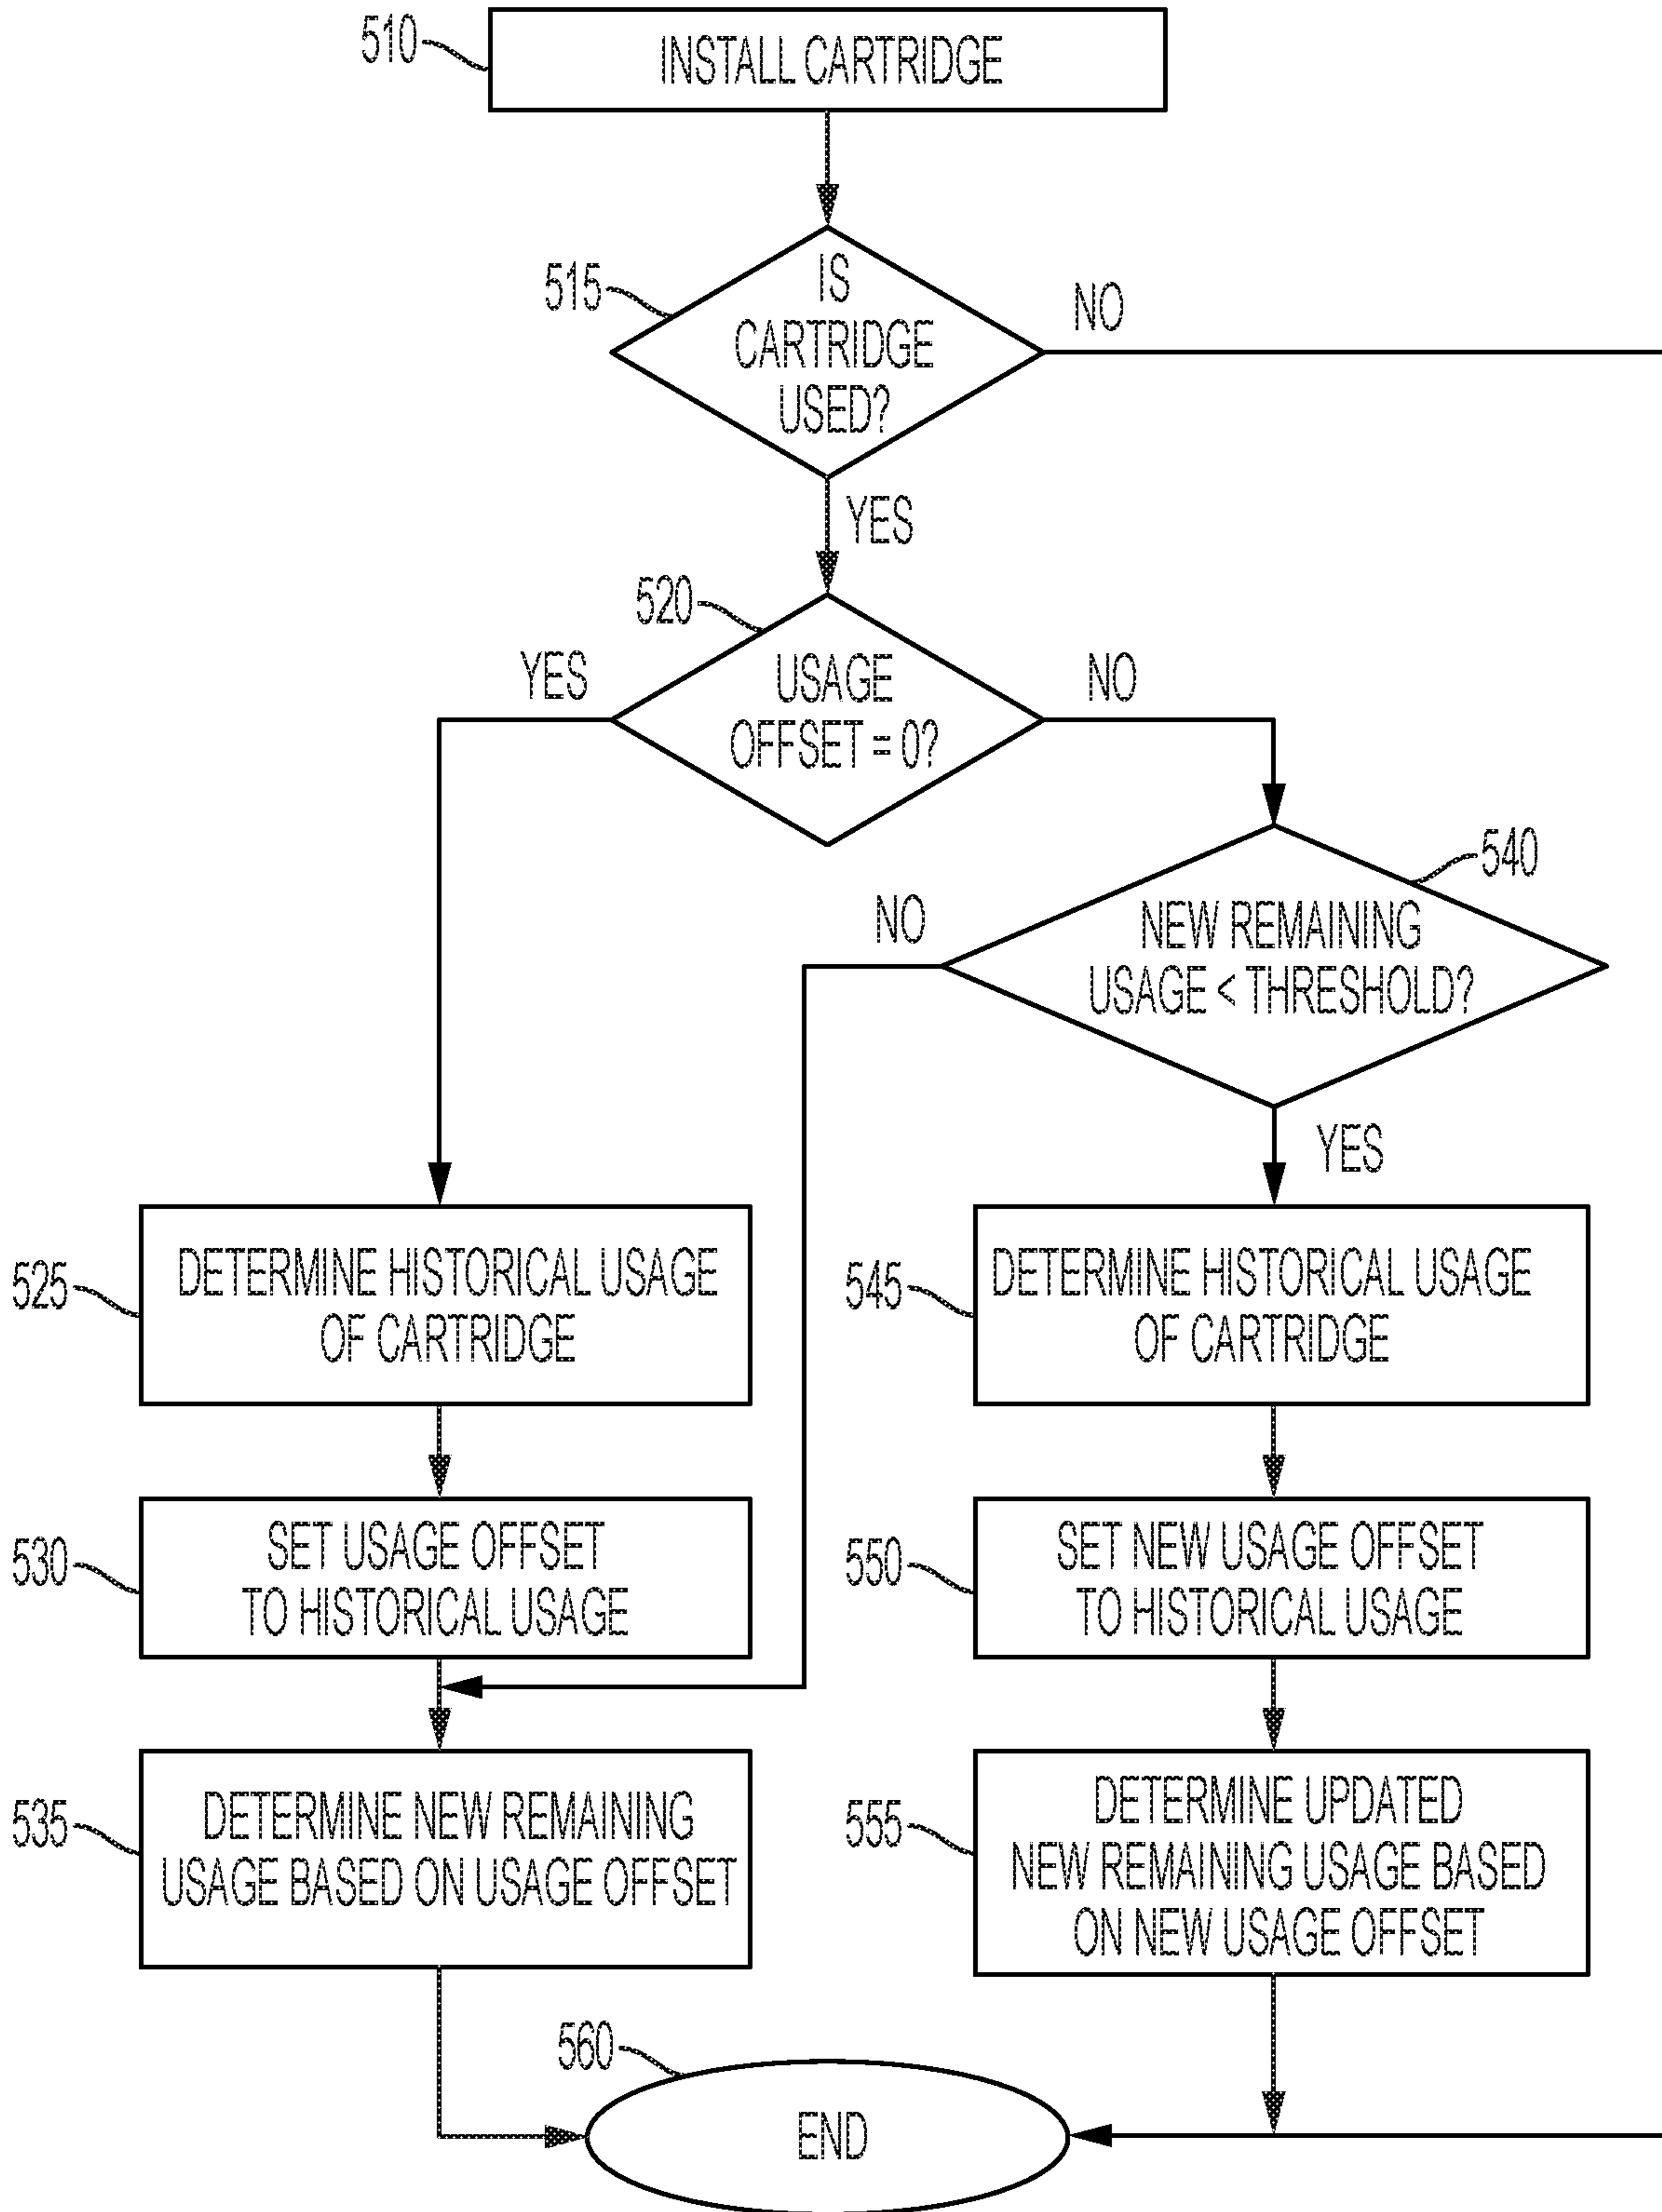 510
INSTALL CARTRIDGE
515
IS
CARTRIDGE
USED?
NO
YES
520
YES
USAGE
OFFSET = 0?
NO
540
NO
NEW REMAINING
USAGE < THRESHOLD?
YES
525
DETERMINE HISTORICAL USAGE
OF CARTRIDGE
545
DETERMINE HISTORICAL USAGE
OF CARTRIDGE
530
SET USAGE OFFSET
TO HISTORICAL USAGE
550
SET NEW USAGE OFFSET
TO HISTORICAL USAGE
535
DETERMINE NEW REMAINING
USAGE BASED ON USAGE OFFSET
555
DETERMINE UPDATED
NEW REMAINING USAGE BASED
ON NEW USAGE OFFSET
560
END